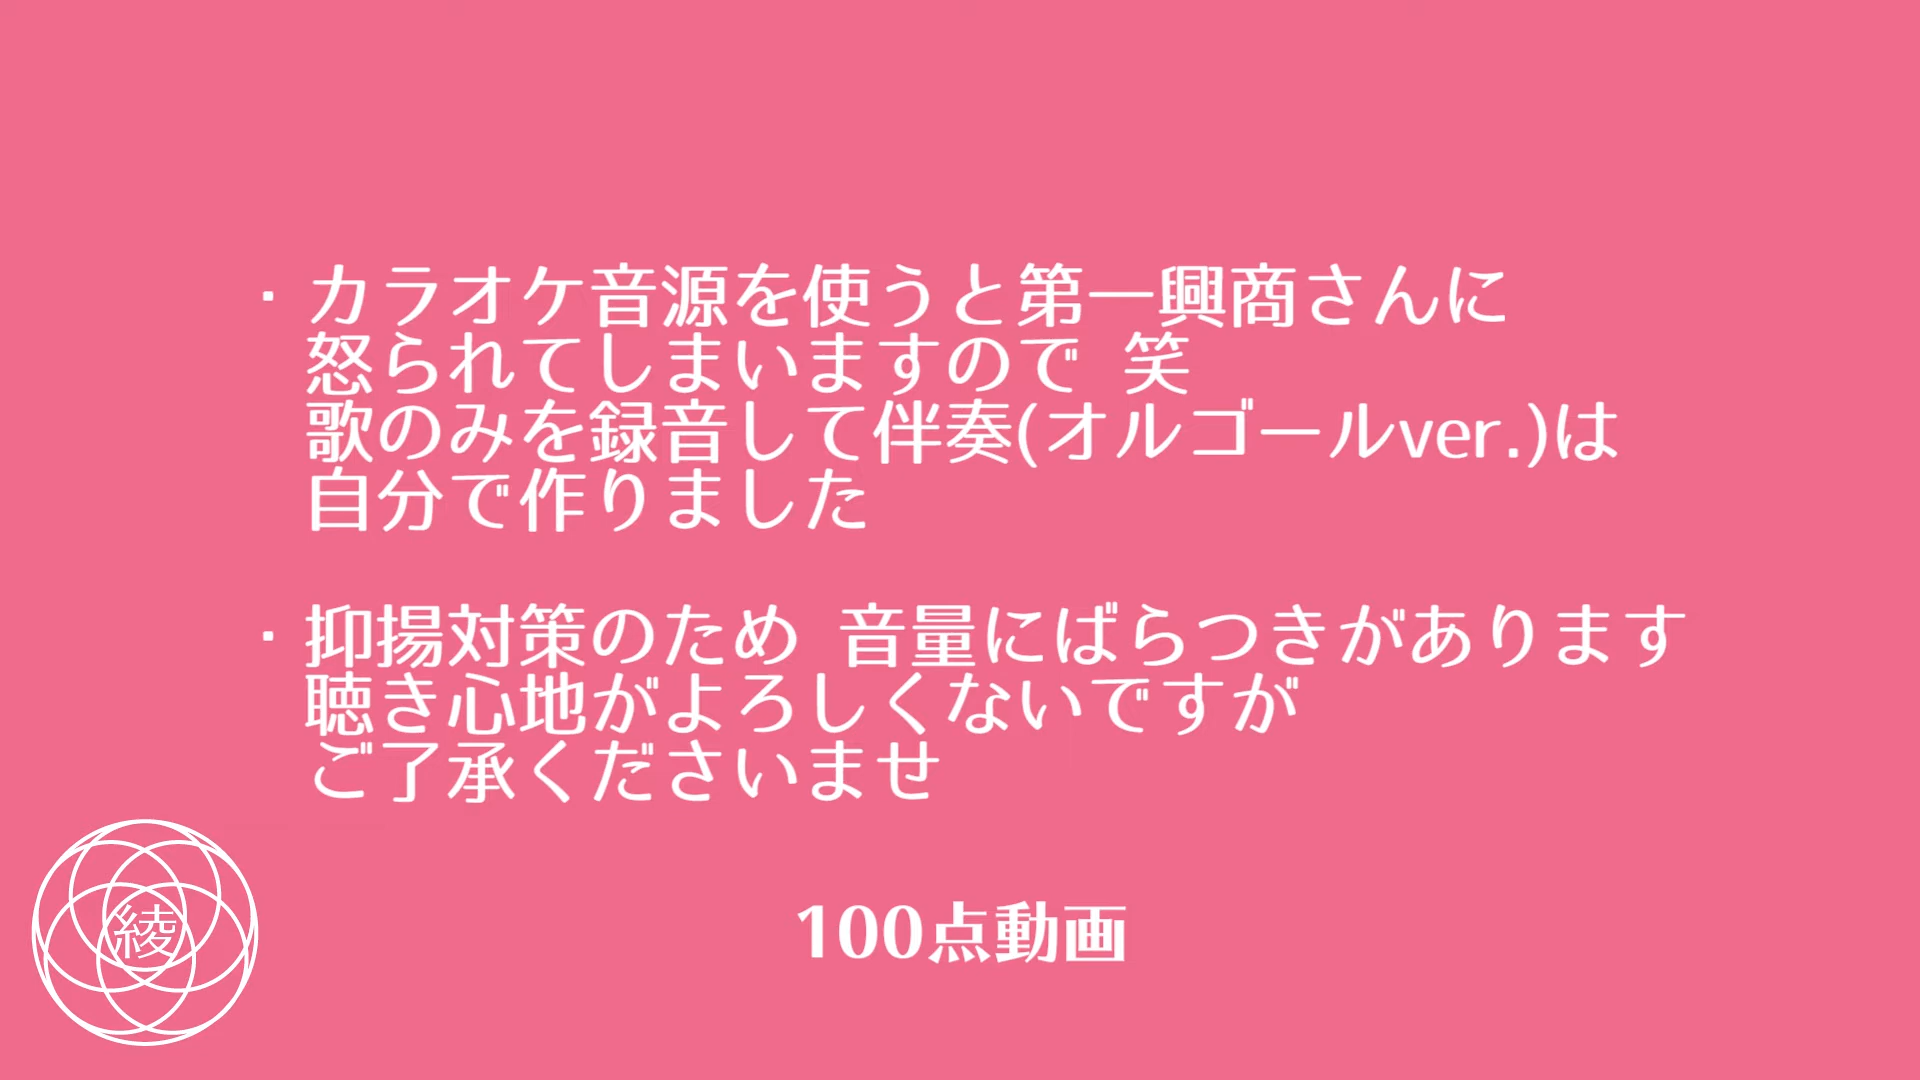 ・カラオケ音源を使うと第一興商さんに
怒られてしまいますので 笑
歌のみを録音して伴奏(オルゴールver.)は
自分で作りました
・抑揚対策のため 音量にばらつきがあります
聴き心地がよろしくないですが
ご了承くださいませ
綾
100点動画